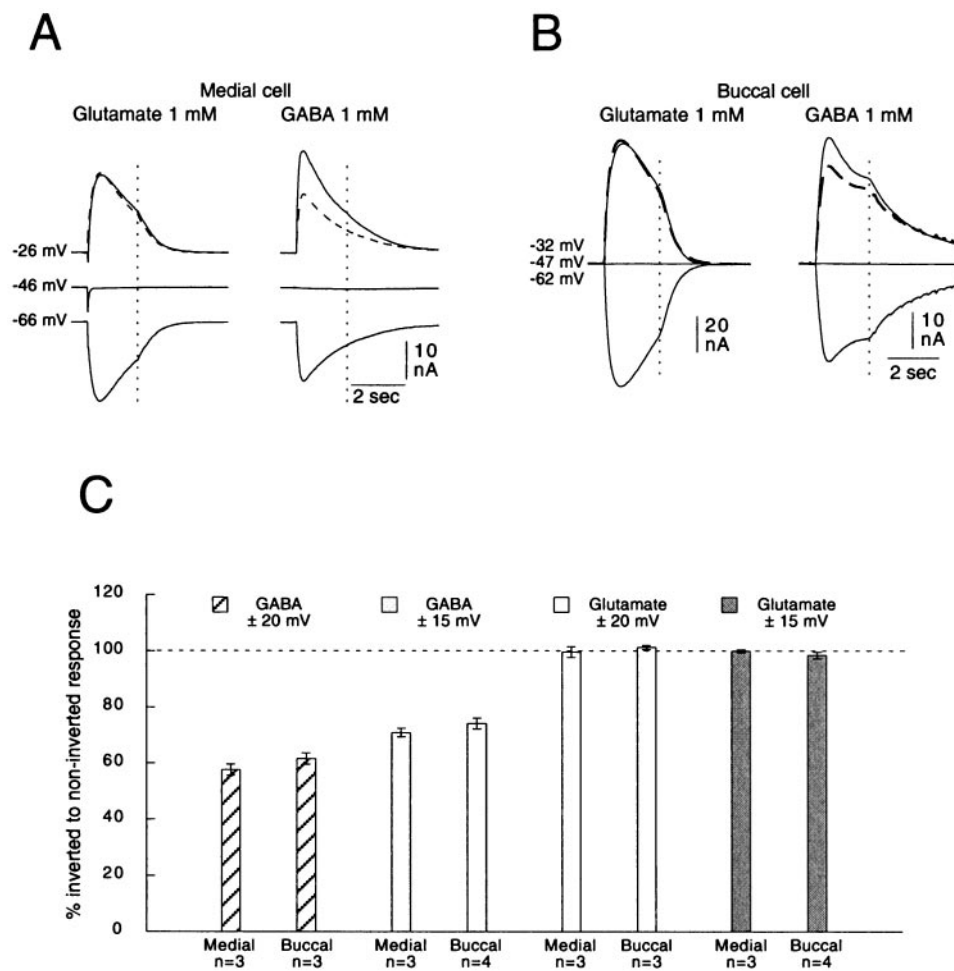 A
Medial cell
Glutamate 1 mM
GABA 1 mM
-26 mV
-46 mV
-66 mV
10
nA
2 sec
B
Buccal cell
Glutamate 1 mM
GABA 1 mM
-32 mV
-47 mV
-62 mV
20
nA
10
nA
2 sec
C
% inverted to non-inverted response
120
100
80
60
40
20
0
GABA
± 20 mV
GABA
± 15 mV
Glutamate
± 20 mV
Glutamate
± 15 mV
Medial
n=3
Buccal
n=3
Medial
n=3
Buccal
n=4
Medial
n=3
Buccal
n=3
Medial
n=3
Buccal
n=4